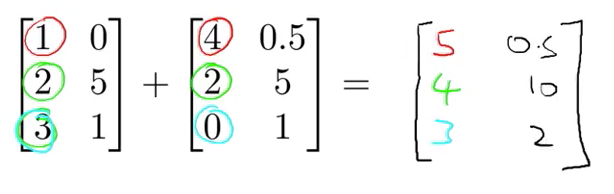 [1 0] + [4 0.5] = [5 0.5]
[2 5] [2 5] [4 10]
[3 1] [0 1] [3 2]